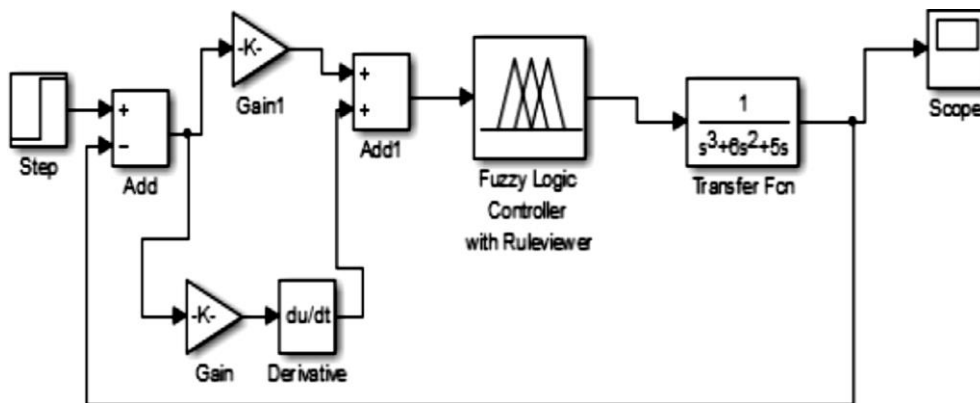 -K-
Gain1
+
+
Add1
Fuzzy Logic
Controller
with Ruleviewer
1
s³+6s²+5s
Transfer Fcn
Scope
Step
+
−
Add
-K-
Gain
du/dt
Derivative